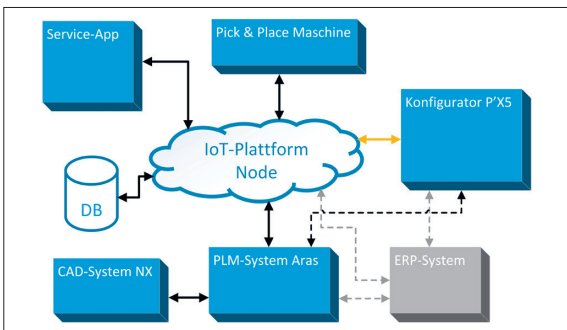 Service-App
Pick & Place Maschine
Konfigurator P'X5
IoT-Plattform
Node
DB
CAD-System NX
PLM-System Aras
ERP-System